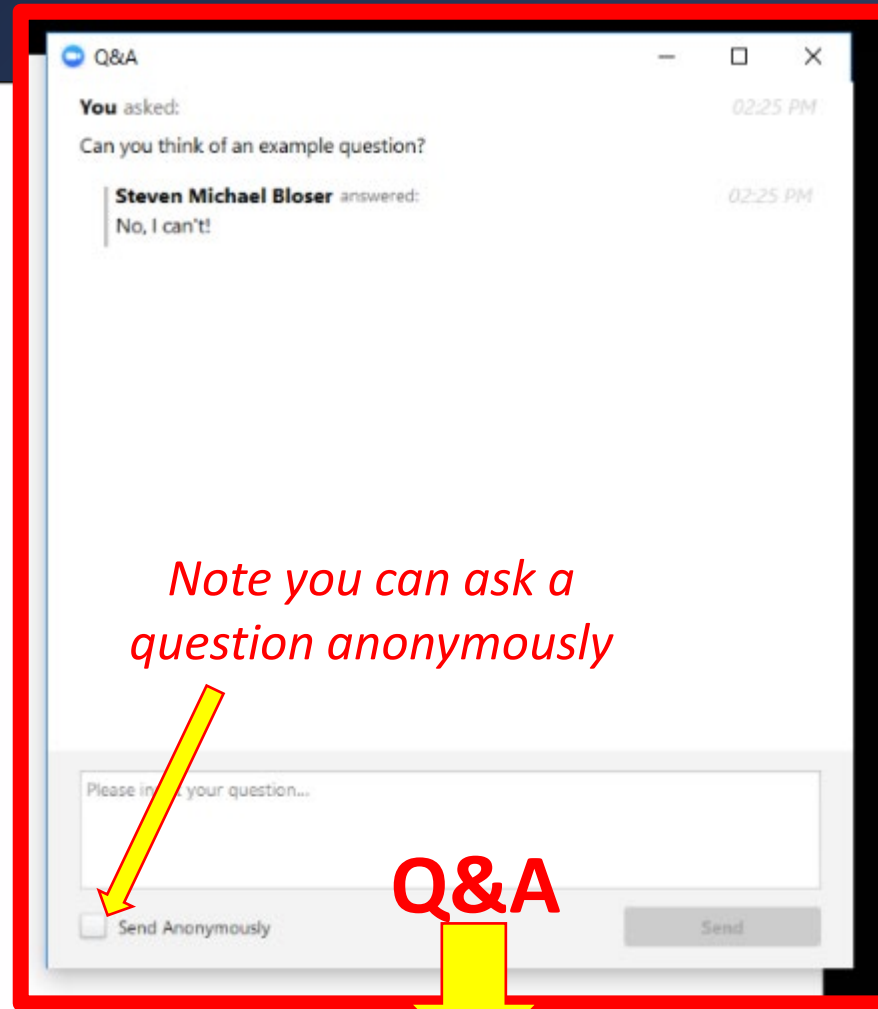 Q&A
You asked: 02:25 PM
Can you think of an example question?
Steven Michael Bloser answered: 02:25 PM
No, I can't!
Note you can ask a
question anonymously
Please your question...
Q&A
Send Anonymously Send